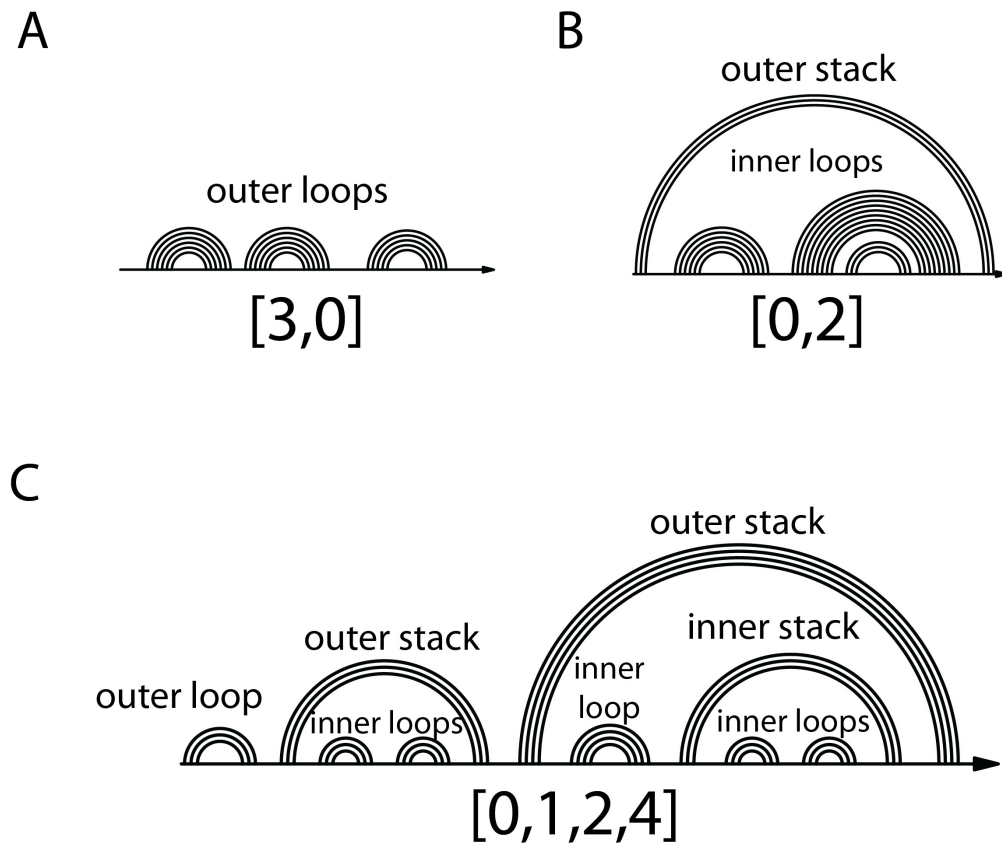 A
outer loops
[3,0]
B
outer stack
inner loops
[0,2]
C
outer loop
outer stack
inner loops
outer stack
inner
loop
inner stack
inner loops
[0,1,2,4]